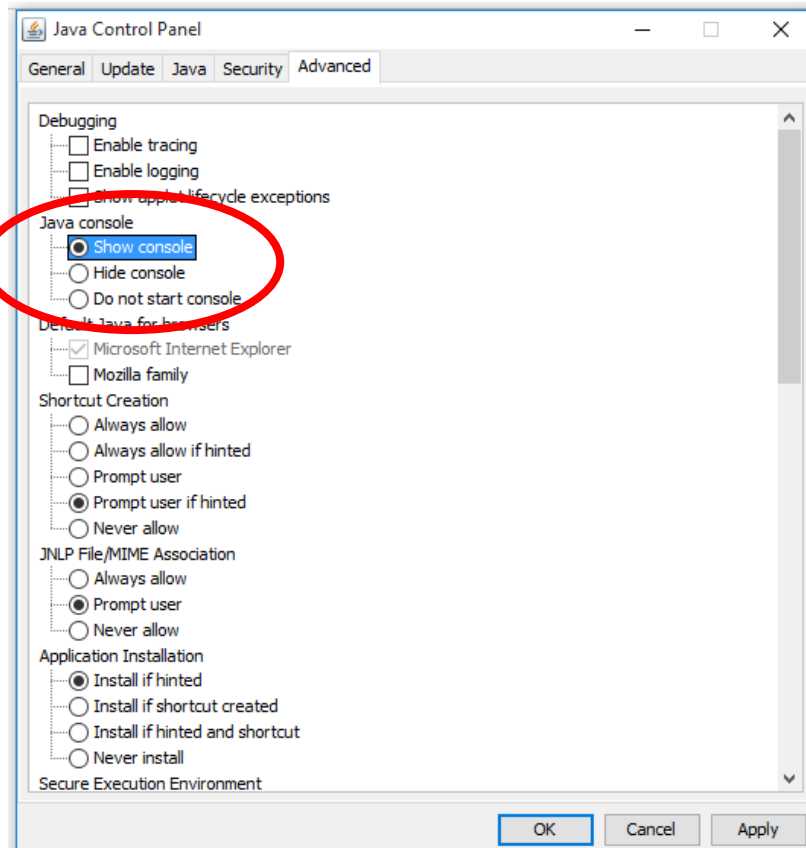 Java Control Panel
General Update Java Security Advanced
Debugging
Enable tracing
Enable logging
Show applet lifecycle exceptions
Java console
Show console
Hide console
Do not start console
Default Java for browsers
Microsoft Internet Explorer
Mozilla family
Shortcut Creation
Always allow
Always allow if hinted
Prompt user
Prompt user if hinted
Never allow
JNLP File/MIME Association
Always allow
Prompt user
Never allow
Application Installation
Install if hinted
Install if shortcut created
Install if hinted and shortcut
Never install
Secure Execution Environment
OK Cancel Apply